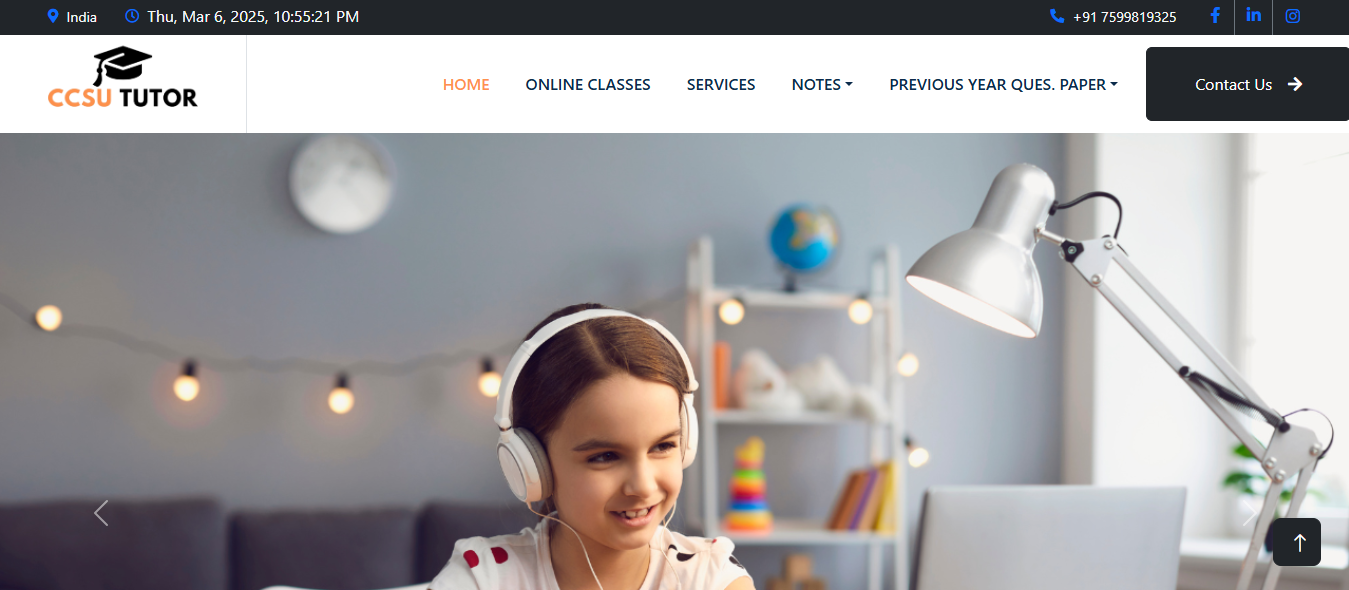 India Thu, Mar 6, 2025, 10:55:21 PM +91 7599819325
CCSU TUTOR
HOME ONLINE CLASSES SERVICES NOTES PREVIOUS YEAR QUES. PAPER Contact Us